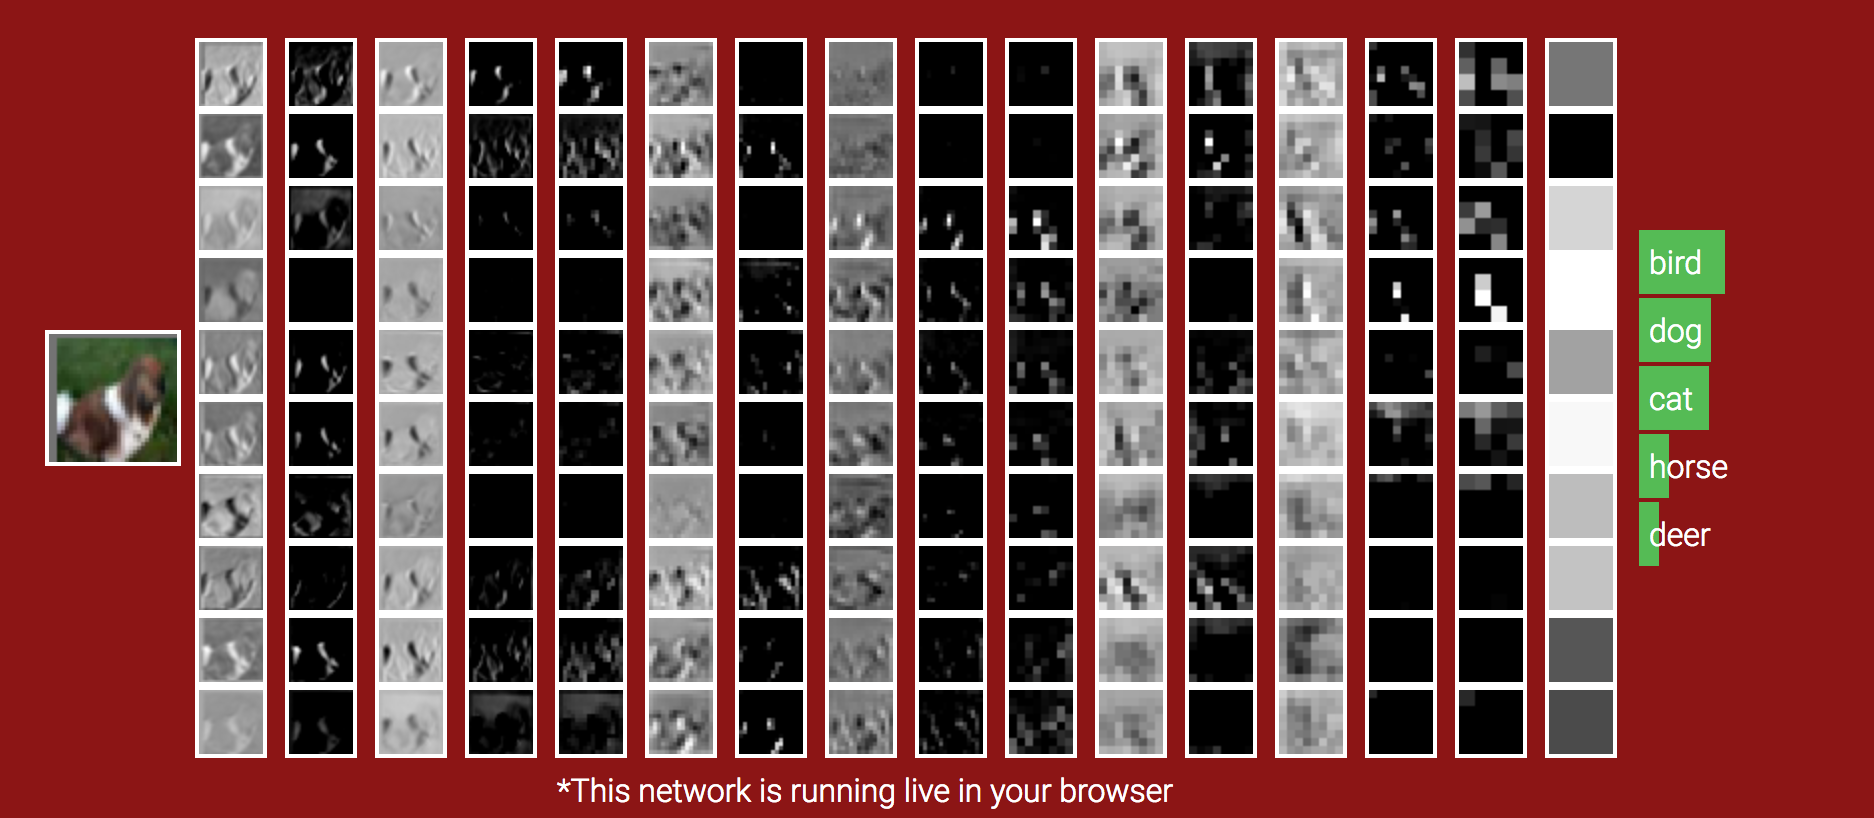 bird
dog
cat
horse
deer
*This network is running live in your browser